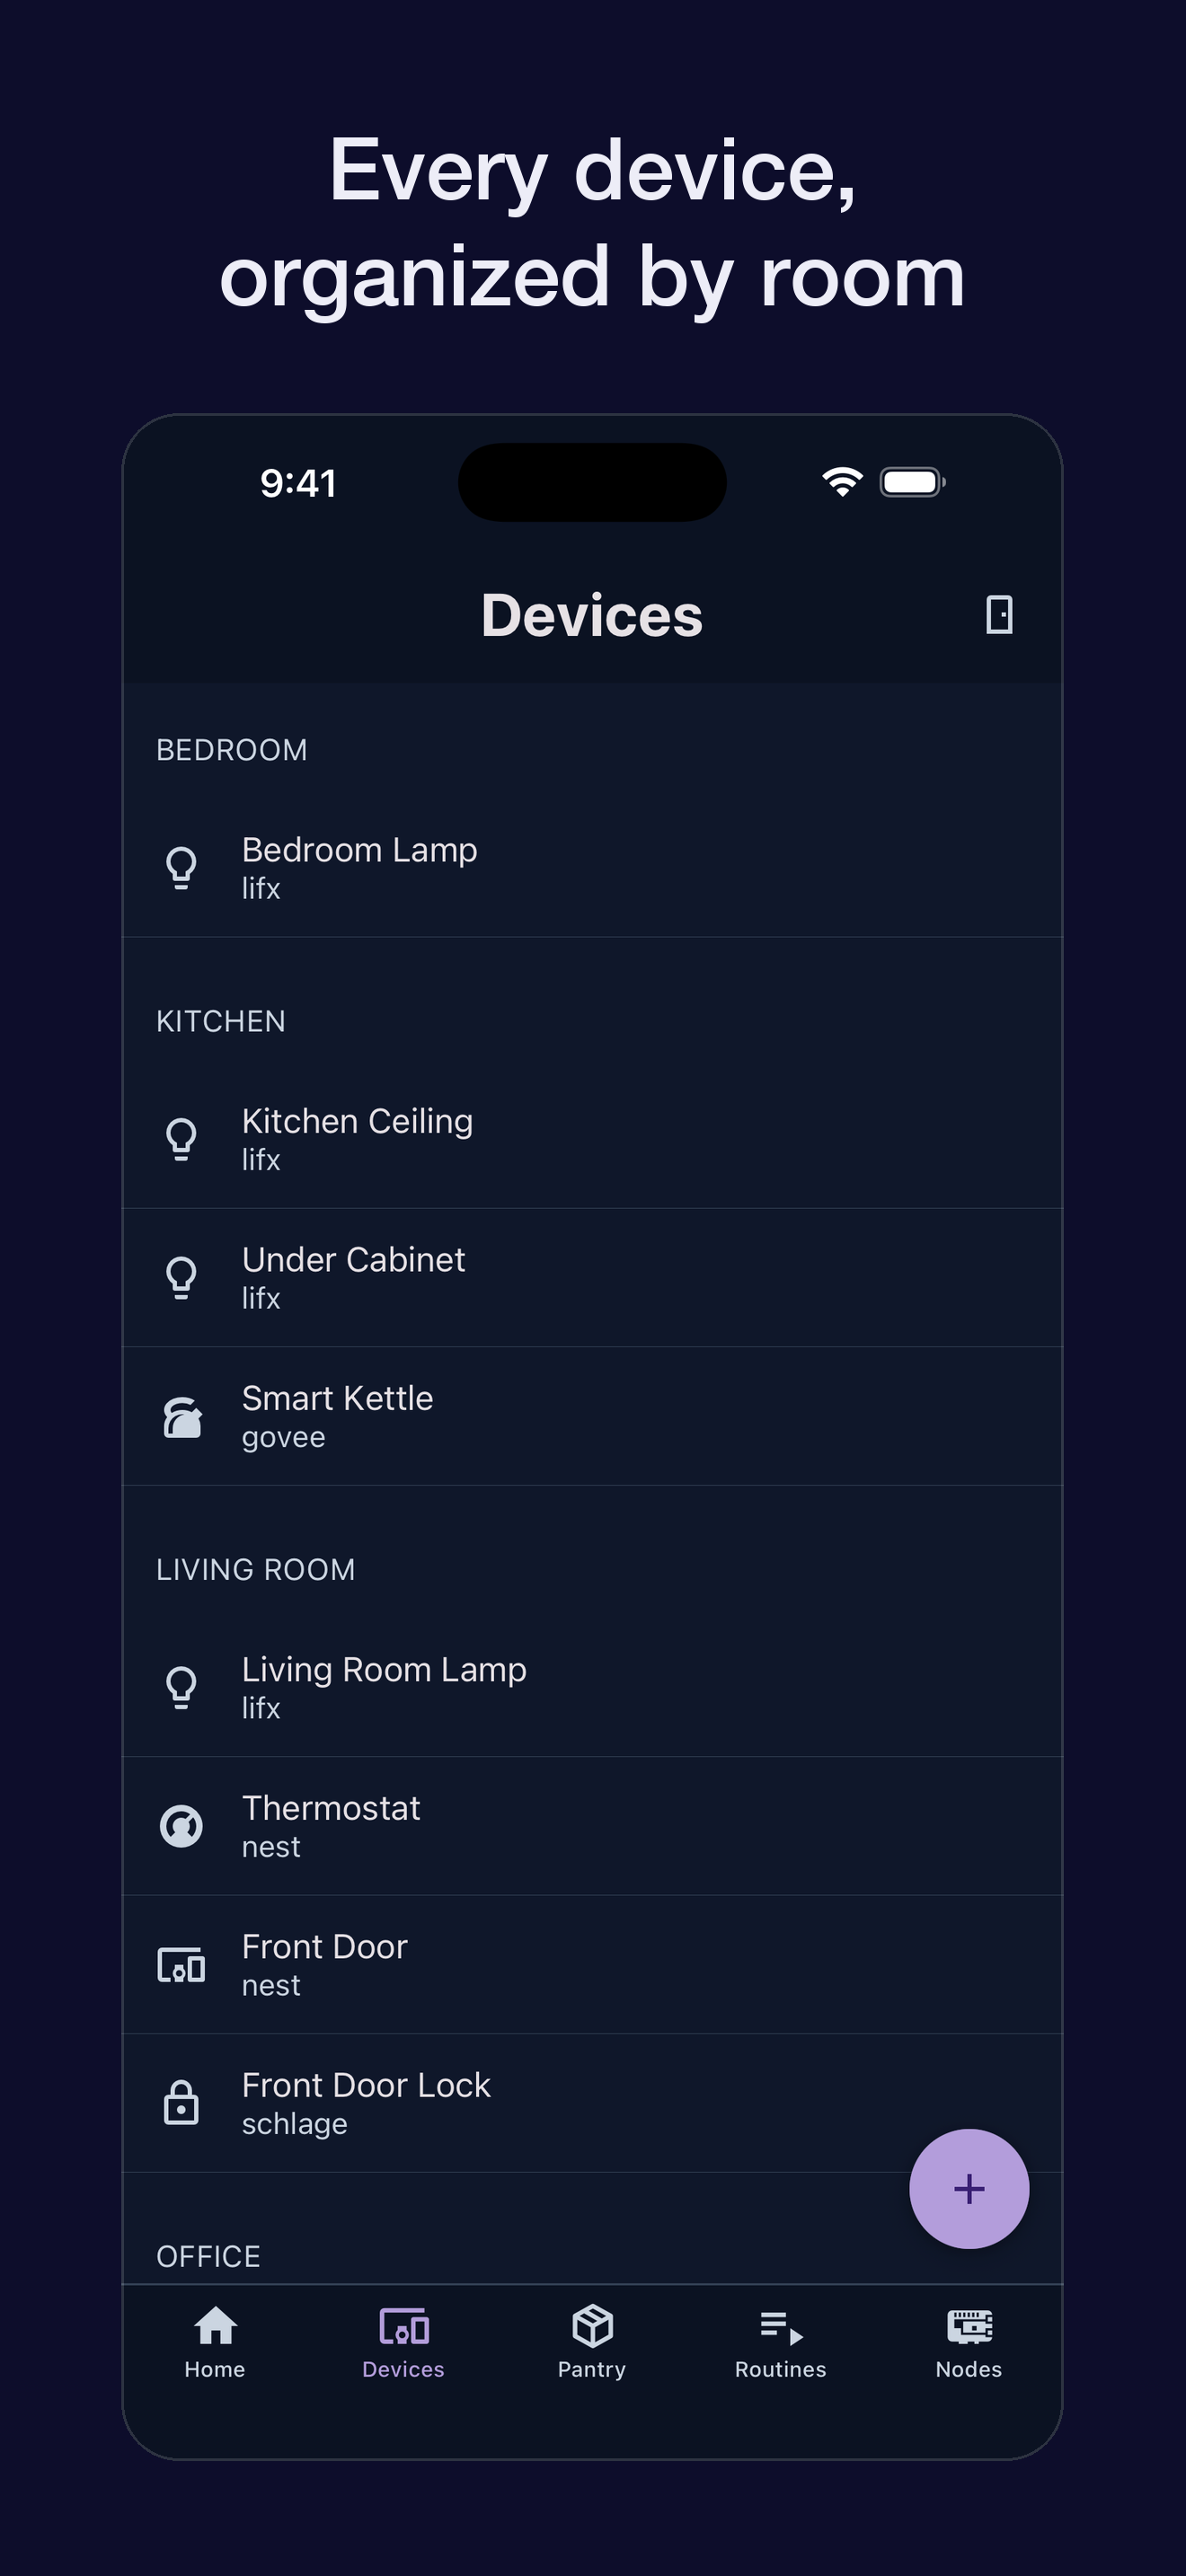 Every device,
organized by room
9:41
Devices
BEDROOM
Bedroom Lamp
lifx
KITCHEN
Kitchen Ceiling
lifx
Under Cabinet
lifx
Smart Kettle
govee
LIVING ROOM
Living Room Lamp
lifx
Thermostat
nest
Front Door
nest
Front Door Lock
schlage
OFFICE
Home Devices Pantry Routines Nodes